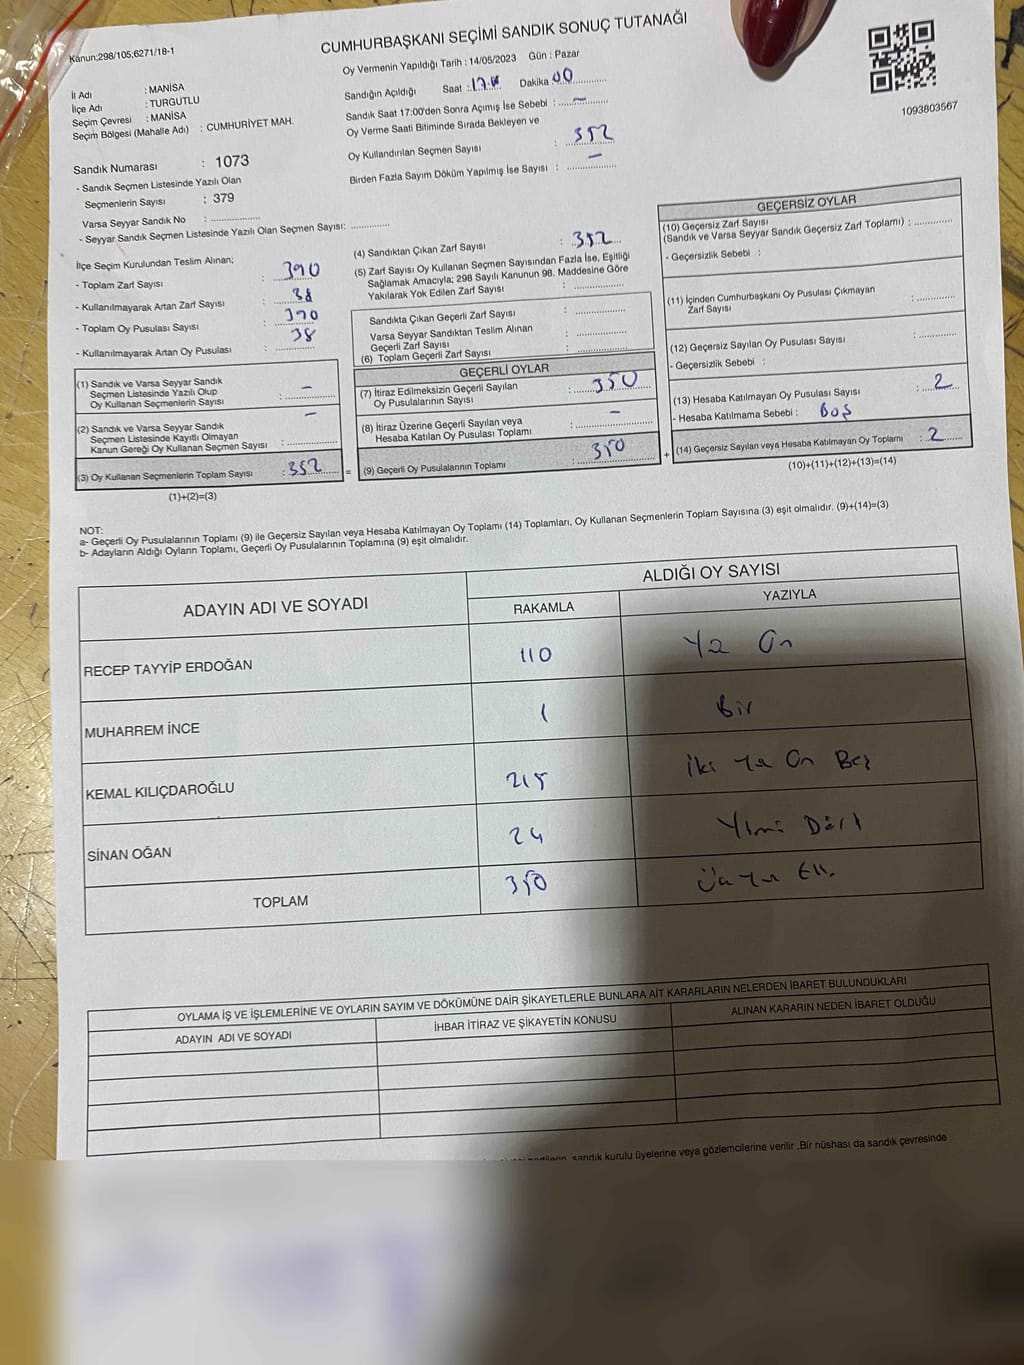 Kanun;298/105;6271/18-1
CUMHURBAŞKANI SEÇİMİ SANDIK SONUÇ TUTANAĞI
Oy Vermenin Yapıldığı Tarih : 14/05/2023 Gün : Pazar
1093803567
İl Adı : MANİSA
İlçe Adı : TURGUTLU
Seçim Çevresi : MANİSA
Seçim Bölgesi (Mahalle Adı) : CUMHURİYET MAH.
Sandığın Açıldığı Saat : Dakika 00
Sandık Saat 17:00'den Sonra Açımış İse Sebebi : –
Oy Verme Saati Bitiminde Sırada Bekleyen ve
Oy Kullandırılan Seçmen Sayısı : 352
Birden Fazla Sayım Döküm Yapılmış İse Sayısı : –
Sandık Numarası : 1073
- Sandık Seçmen Listesinde Yazılı Olan
Seçmenlerin Sayısı : 379
Varsa Seyyar Sandık No : ..................
- Seyyar Sandık Seçmen Listesinde Yazılı Olan Seçmen Sayısı: ..............
İlçe Seçim Kurulundan Teslim Alınan;
- Toplam Zarf Sayısı : 390
- Kullanılmayarak Artan Zarf Sayısı : 38
- Toplam Oy Pusulası Sayısı : 390
- Kullanılmayarak Artan Oy Pusulası : 38
(4) Sandıktan Çıkan Zarf Sayısı : 352
(5) Zarf Sayısı Oy Kullanan Seçmen Sayısından Fazla İse, Eşitliği
Sağlamak Amacıyla; 298 Sayılı Kanunun 98. Maddesine Göre
Yakılarak Yok Edilen Zarf Sayısı : ..................
Sandıkta Çıkan Geçerli Zarf Sayısı : ..................
Varsa Seyyar Sandıktan Teslim Alınan
Geçerli Zarf Sayısı : ..................
(6) Toplam Geçerli Zarf Sayısı : ..................
(1) Sandık ve Varsa Seyyar Sandık
Seçmen Listesinde Yazılı Olup
Oy Kullanan Seçmenlerin Sayısı : –
(2) Sandık ve Varsa Seyyar Sandık
Seçmen Listesinde Kayıtlı Olmayan
Kanun Gereği Oy Kullanan Seçmen Sayısı : –
(3) Oy Kullanan Seçmenlerin Toplam Sayısı : 352 =
(1)+(2)=(3)
GEÇERLİ OYLAR
(7) İtiraz Edilmeksizin Geçerli Sayılan
Oy Pusulalarının Sayısı : 350
(8) İtiraz Üzerine Geçerli Sayılan veya
Hesaba Katılan Oy Pusulası Toplamı : –
(9) Geçerli Oy Pusulalarının Toplamı : 350 +
GEÇERSİZ OYLAR
(10) Geçersiz Zarf Sayısı
(Sandık ve Varsa Seyyar Sandık Geçersiz Zarf Toplamı) : ..............
- Geçersizlik Sebebi :
(11) İçinden Cumhurbaşkanı Oy Pusulası Çıkmayan
Zarf Sayısı : ..............
(12) Geçersiz Sayılan Oy Pusulası Sayısı : ..............
- Geçersizlik Sebebi :
(13) Hesaba Katılmayan Oy Pusulası Sayısı : 2
- Hesaba Katılmama Sebebi : Boş
(14) Geçersiz Sayılan veya Hesaba Katılmayan Oy Toplamı : 2
(10)+(11)+(12)+(13)=(14)
NOT:
a- Geçerli Oy Pusulalarının Toplamı (9) ile Geçersiz Sayılan veya Hesaba Katılmayan Oy Toplamı (14) Toplamları, Oy Kullanan Seçmenlerin Toplam Sayısına (3) eşit olmalıdır. (9)+(14)=(3)
b- Adayların Aldığı Oyların Toplamı, Geçerli Oy Pusulalarının Toplamına (9) eşit olmalıdır.
ADAYIN ADI VE SOYADI
ALDIĞI OY SAYISI
RAKAMLA YAZIYLA
RECEP TAYYİP ERDOĞAN 110 Yüz On
MUHARREM İNCE 1 Bir
KEMAL KILIÇDAROĞLU 215 İki Yüz On Beş
SİNAN OĞAN 24 Yirmi Dört
TOPLAM 350 Üç Yüz Elli
OYLAMA İŞ VE İŞLEMLERİNE VE OYLARIN SAYIM VE DÖKÜMÜNE DAİR ŞİKAYETLERLE BUNLARA AİT KARARLARIN NELERDEN İBARET BULUNDUKLARI
ADAYIN ADI VE SOYADI İHBAR İTİRAZ VE ŞİKAYETİN KONUSU ALINAN KARARIN NEDEN İBARET OLDUĞU
sandık kurulu üyelerine veya gözlemcilerine verilir .Bir nüshası da sandık çevresinde